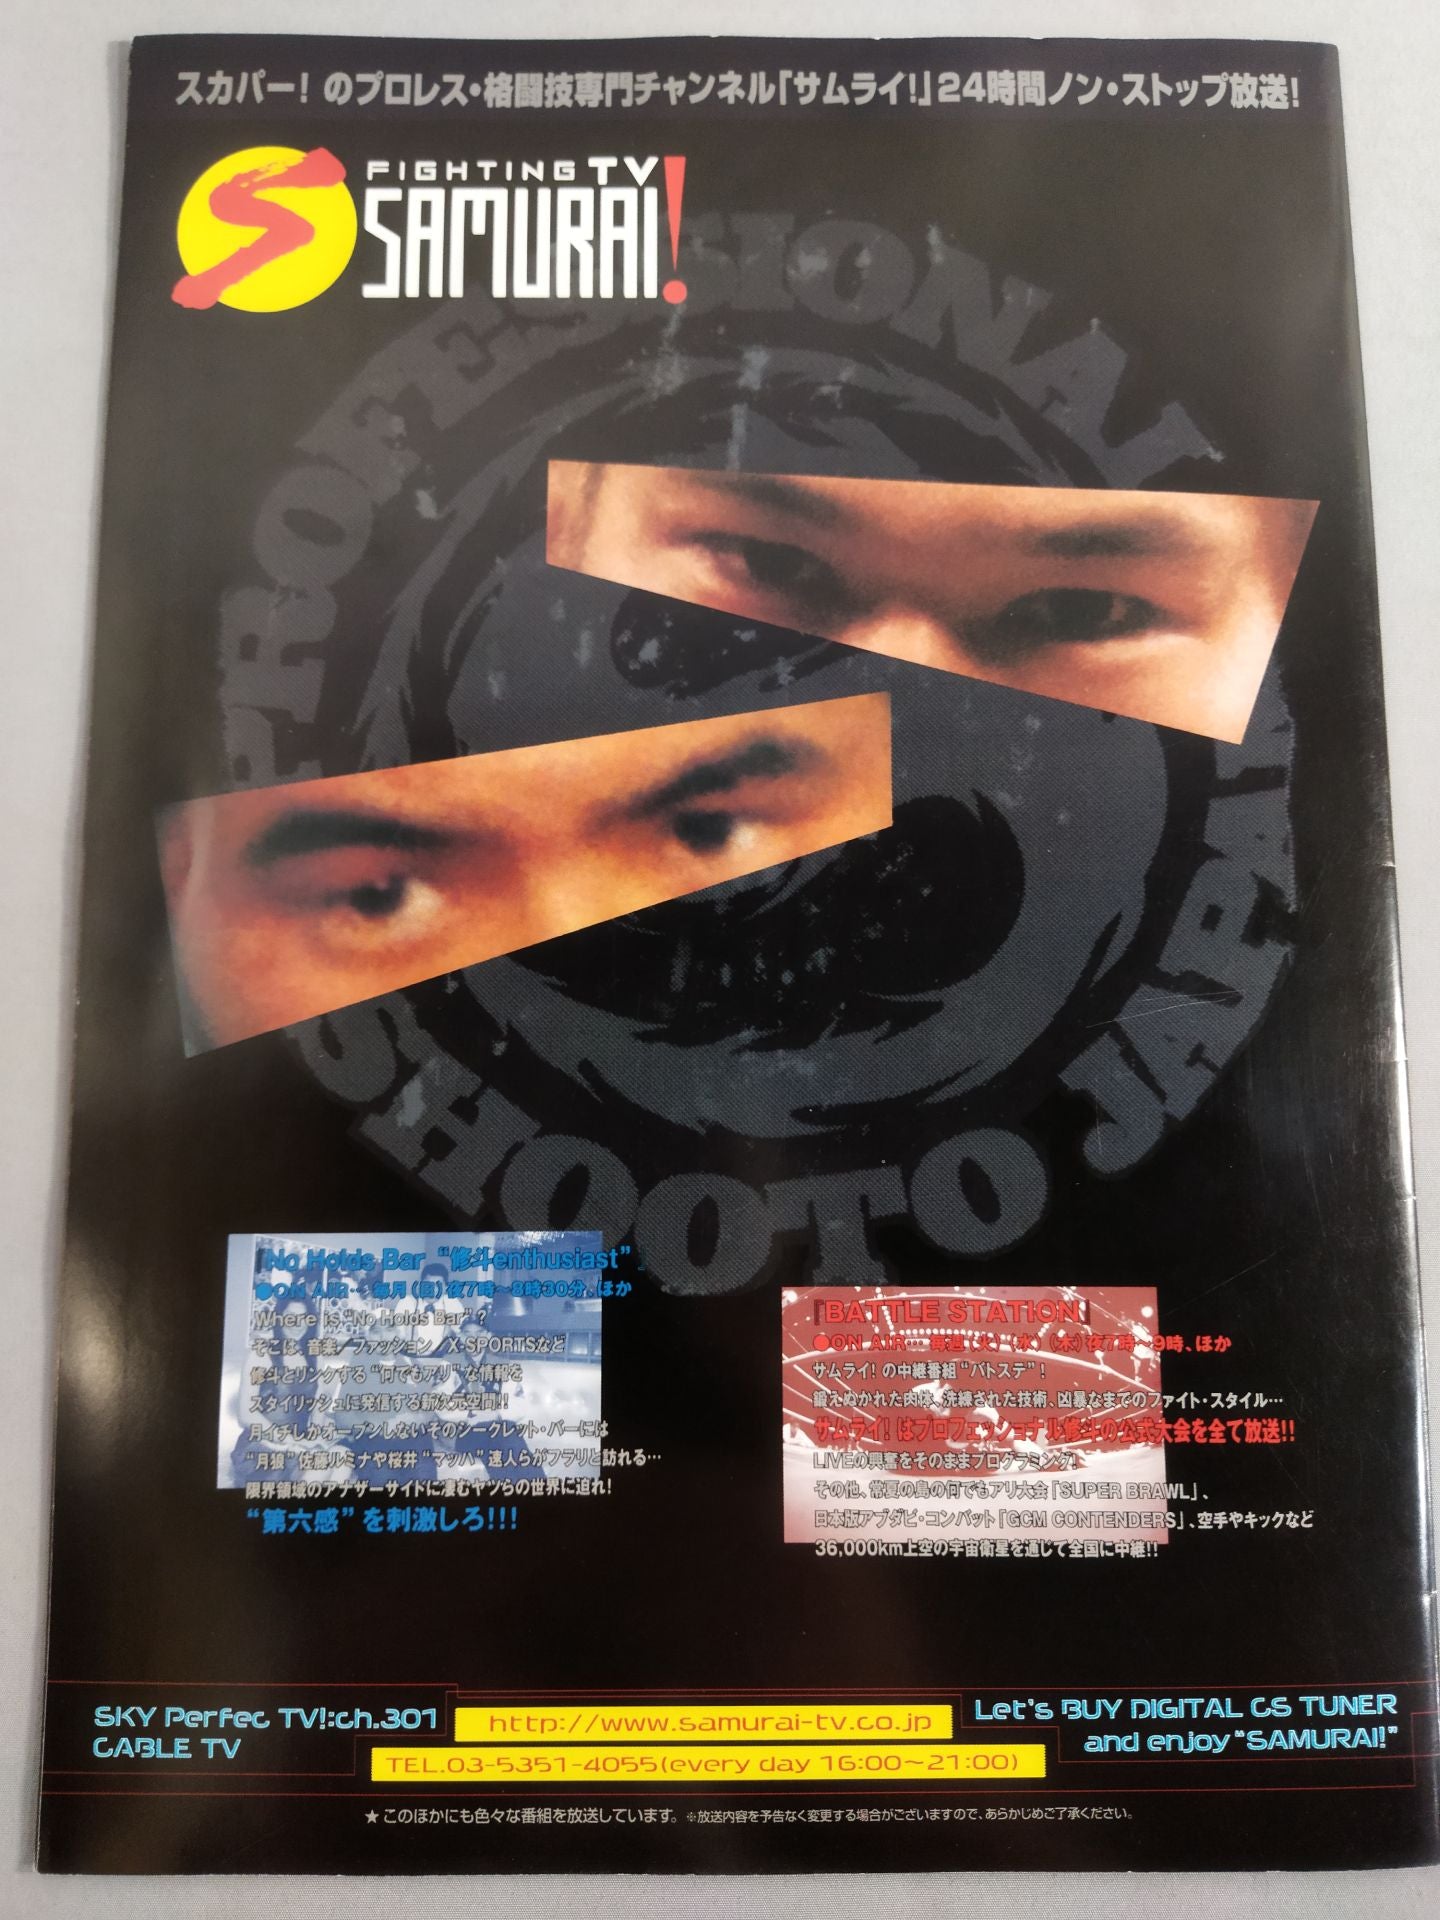 スカパー! のプロレス・格闘技専門チャンネル「サムライ!」24時間ノン・ストップ放送!
S
FIGHTING TV
SAMURAI!
PROFESSIONAL
SHOOTO JAPAN
『No Holds Bar “修斗enthusiast”』
●ON AIR… 毎月(日)夜7時〜8時30分、ほか
Where is “No Holds Bar”?
そこは、音楽/ファッション/X-SPORTSなど
修斗とリンクする“何でもアリ”な情報を
スタイリッシュに発信する新次元空間!!
月イチしかオープンしないそのシークレット・バーには
“月狼”佐藤ルミナや桜井“マッハ”速人らがフラリと訪れる…
限界領域のアナザーサイドに凄むヤツらの世界に迫れ!
“第六感”を刺激しろ!!!
『BATTLE STATION』
●ON AIR… 毎週(火)(水)(木)夜7時〜9時、ほか
サムライ!の中継番組“バトステ”!
鍛えぬかれた肉体、洗練された技術、凶暴なまでのファイト・スタイル…
サムライ!はプロフェッショナル修斗の公式大会を全て放送!!
LIVEの興奮をそのままプログラミング!
その他、常夏の島の何でもアリ大会「SUPER BRAWL」、
日本版アブダビ・コンバット「GCM CONTENDERS」、空手やキックなど
36,000km上空の宇宙衛星を通じて全国に中継!!
SKY Perfec TV!:ch.301
CABLE TV
http://www.samurai-tv.co.jp
TEL.03-5351-4055(every day 16:00〜21:00)
Let's BUY DIGITAL CS TUNER
and enjoy “SAMURAI!”
★このほかにも色々な番組を放送しています。※放送内容を予告なく変更する場合がございますので、あらかじめご了承ください。